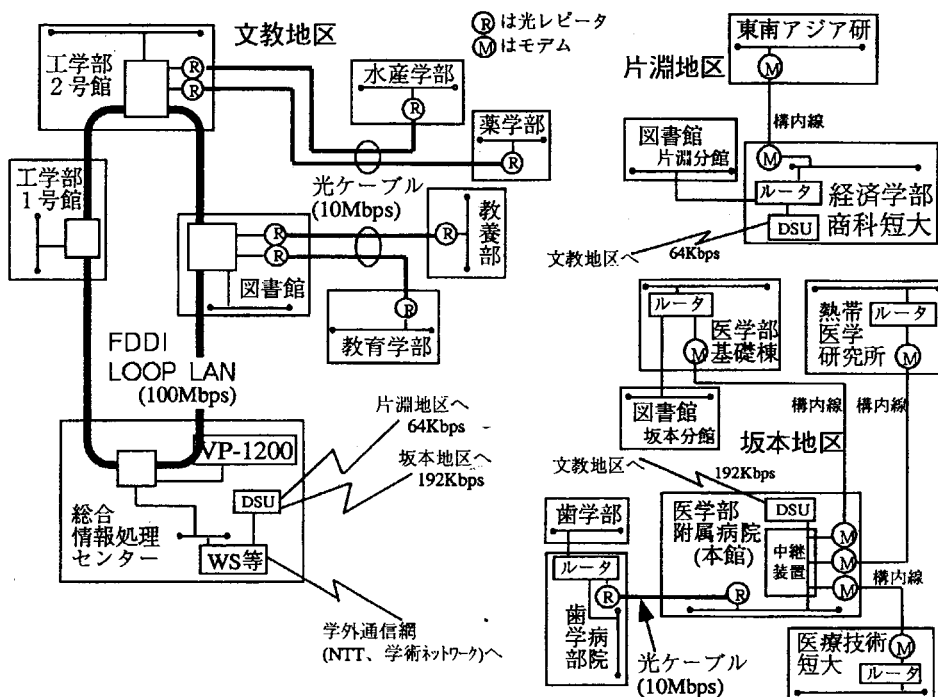 文教地区
Rは光レピータ
Mはモデム
工学部
2号館
R
R
水産学部
R
薬学部
R
光ケーブル
(10Mbps)
工学部
1号館
R
R
図書館
R
教養部
R
教育学部
FDDI
LOOP LAN
(100Mbps)
VP-1200
片淵地区へ
64Kbps
坂本地区へ
192Kbps
DSU
総合
情報処理
センター
WS等
学外通信網
(NTT、学術ネットワーク)へ
片淵地区
東南アジア研
M
構内線
図書館
片淵分館
M
ルータ
DSU
経済学部
商科短大
文教地区へ
64Kbps
ルータ
医学部
基礎棟
M
熱帯
医学
研究所
ルータ
M
図書館
坂本分館
構内線
構内線
坂本地区
文教地区へ
192Kbps
歯学部
ルータ
R
歯学部
病院
医学部
附属病院
(本館)
DSU
中継
装置
M
M
M
R
構内線
光ケーブル
(10Mbps)
医療技術
短大
M
ルータ